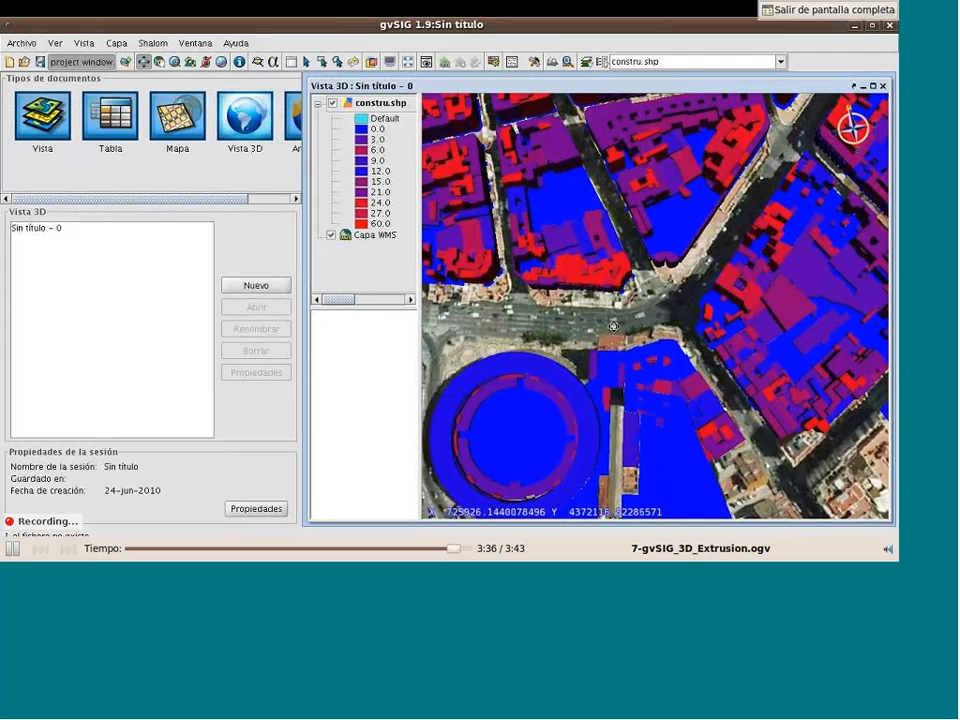 Salir de pantalla completa
gvSIG 1.9:Sin título
Archivo Ver Vista Capa Shalom Ventana Ayuda
project window
constru.shp
Tipos de documentos
Vista Tabla Mapa Vista 3D
Vista 3D
Sin título - 0
Nuevo
Abrir
Renombrar
Borrar
Propiedades
Propiedades de la sesión
Nombre de la sesión: Sin título
Guardado en:
Fecha de creación: 24-jun-2010
Propiedades
Recording...
Vista 3D : Sin título - 0
constru.shp
Default
0.0
3.0
6.0
9.0
12.0
15.0
21.0
24.0
27.0
60.0
Capa WMS
X 725926.1440078496 Y
Tiempo: 3:36 / 3:43 7-gvSIG_3D_Extrusion.ogv